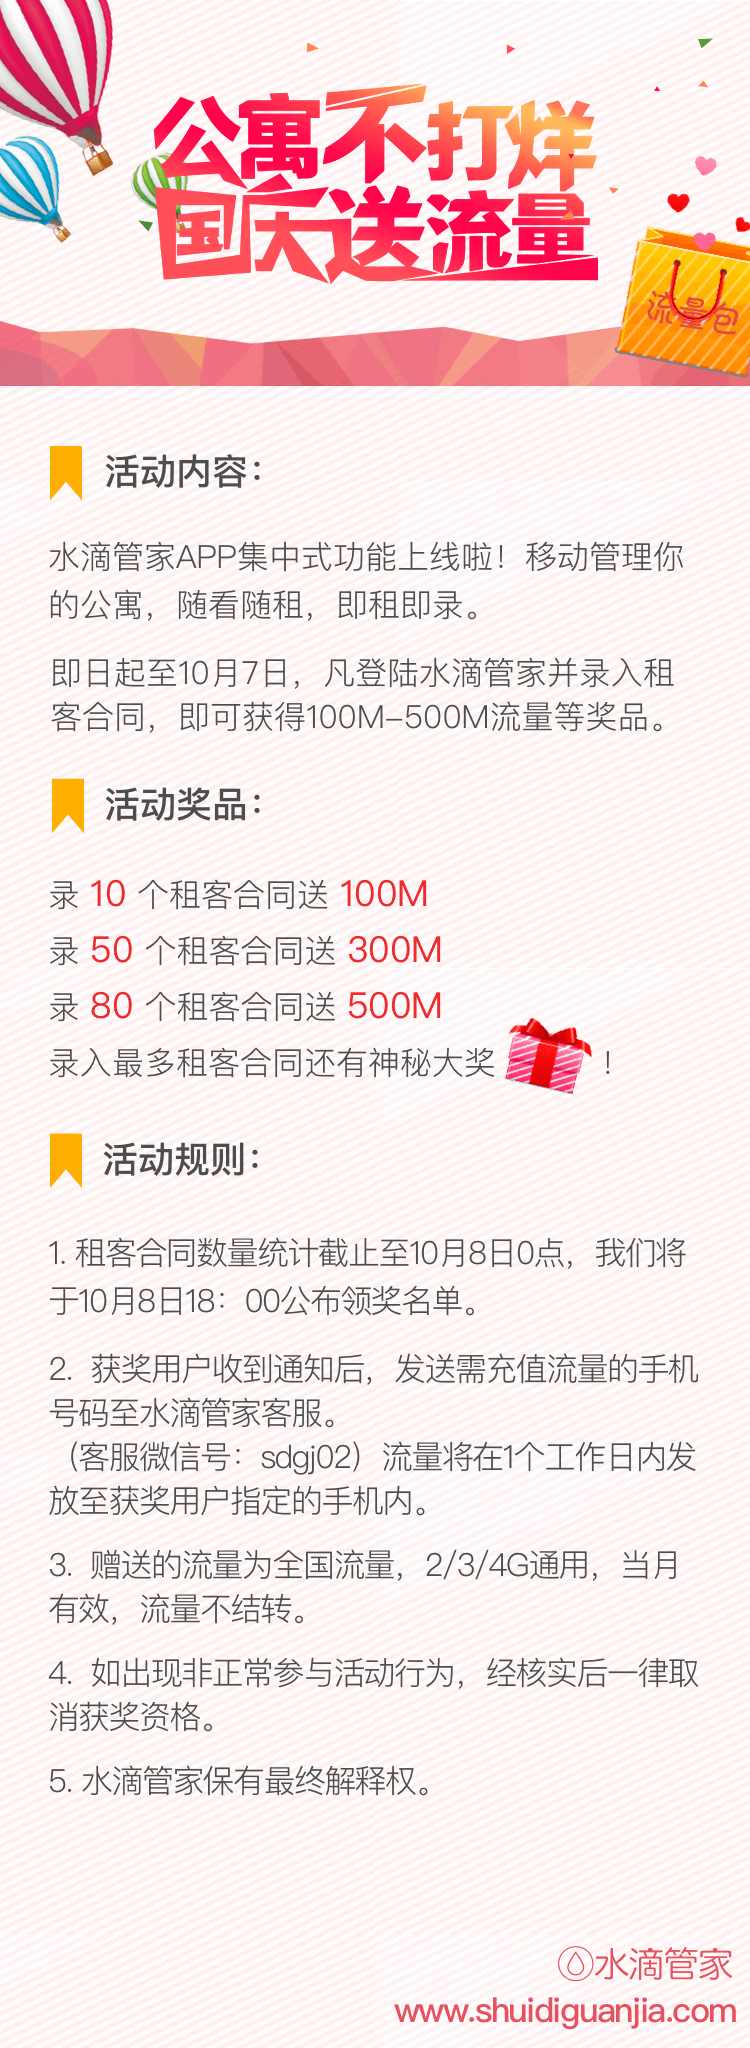 公寓不打烊
国庆送流量
流量包
活动内容：
水滴管家APP集中式功能上线啦！移动管理你
的公寓，随看随租，即租即录。
即日起至10月7日，凡登陆水滴管家并录入租
客合同，即可获得100M-500M流量等奖品。
活动奖品：
录 10 个租客合同送 100M
录 50 个租客合同送 300M
录 80 个租客合同送 500M
录入最多租客合同还有神秘大奖 ！
活动规则：
1. 租客合同数量统计截止至10月8日0点，我们将
于10月8日18：00公布领奖名单。
2. 获奖用户收到通知后，发送需充值流量的手机
号码至水滴管家客服。
（客服微信号：sdgj02）流量将在1个工作日内发
放至获奖用户指定的手机内。
3. 赠送的流量为全国流量，2/3/4G通用，当月
有效，流量不结转。
4. 如出现非正常参与活动行为，经核实后一律取
消获奖资格。
5. 水滴管家保有最终解释权。
水滴管家
www.shuidiguanjia.com